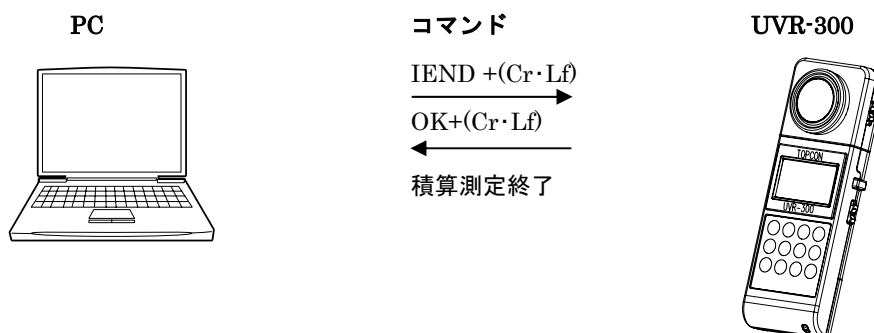 PC
コマンド
UVR-300
IEND +(Cr・Lf)
OK+(Cr・Lf)
積算測定終了
TOPCON
UVR-300